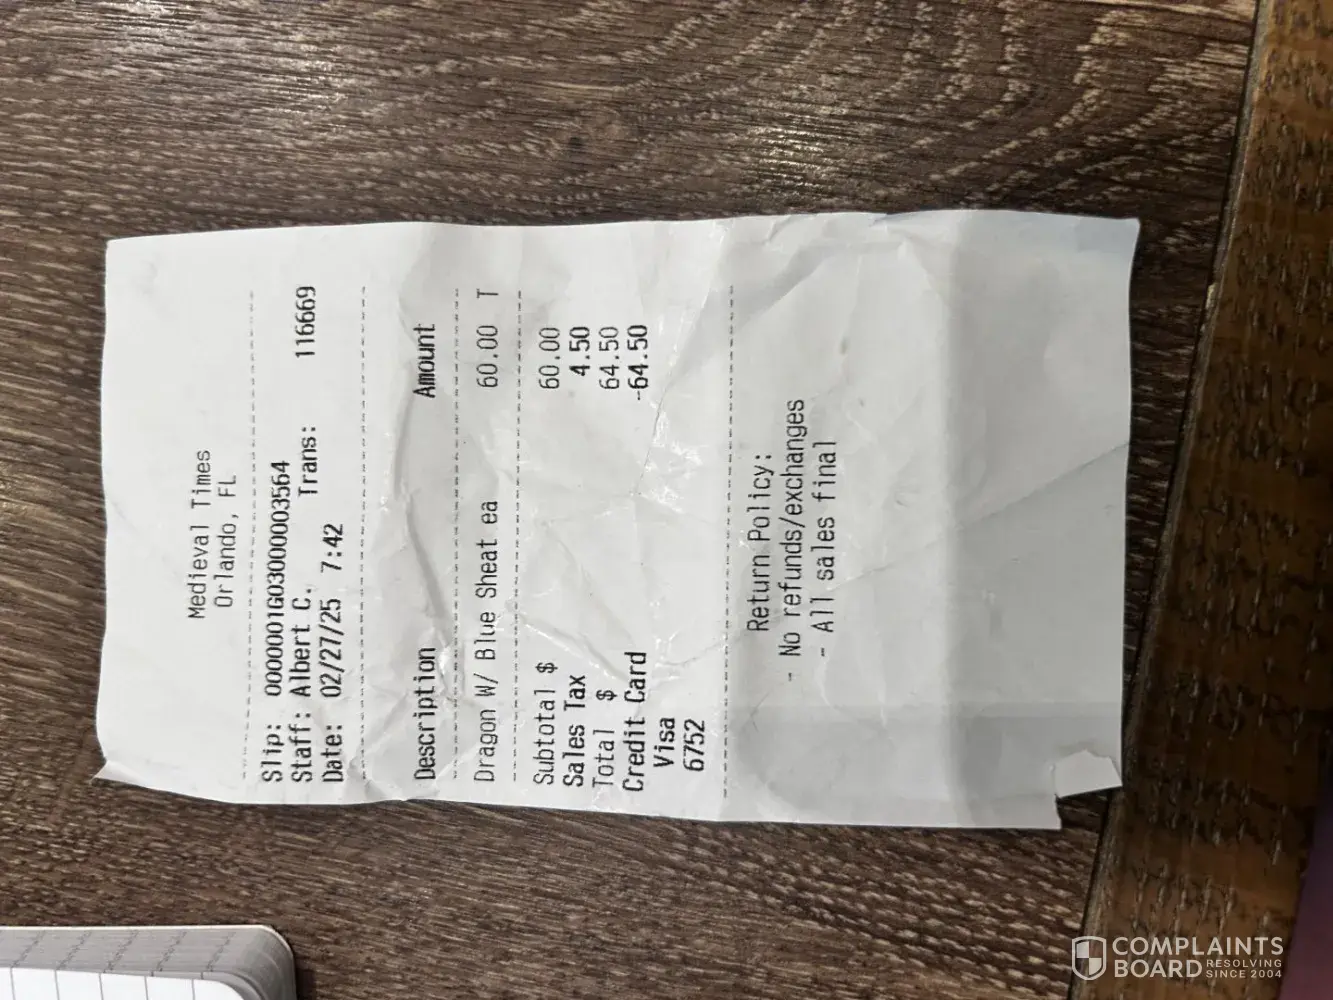 Medieval Times
Orlando, FL
Slip: 000001G030000003564
Staff: Albert C. Trans: 116669
Date: 02/27/25 7:42
Description Amount
Dragon W/ Blue Sheat ea 60.00 T
Subtotal $ 60.00
Sales Tax 4.50
Total $ 64.50
Credit Card -64.50
Visa
6752
Return Policy:
- No refunds/exchanges
- All sales final
COMPLAINTS
BOARD RESOLVING
SINCE 2004